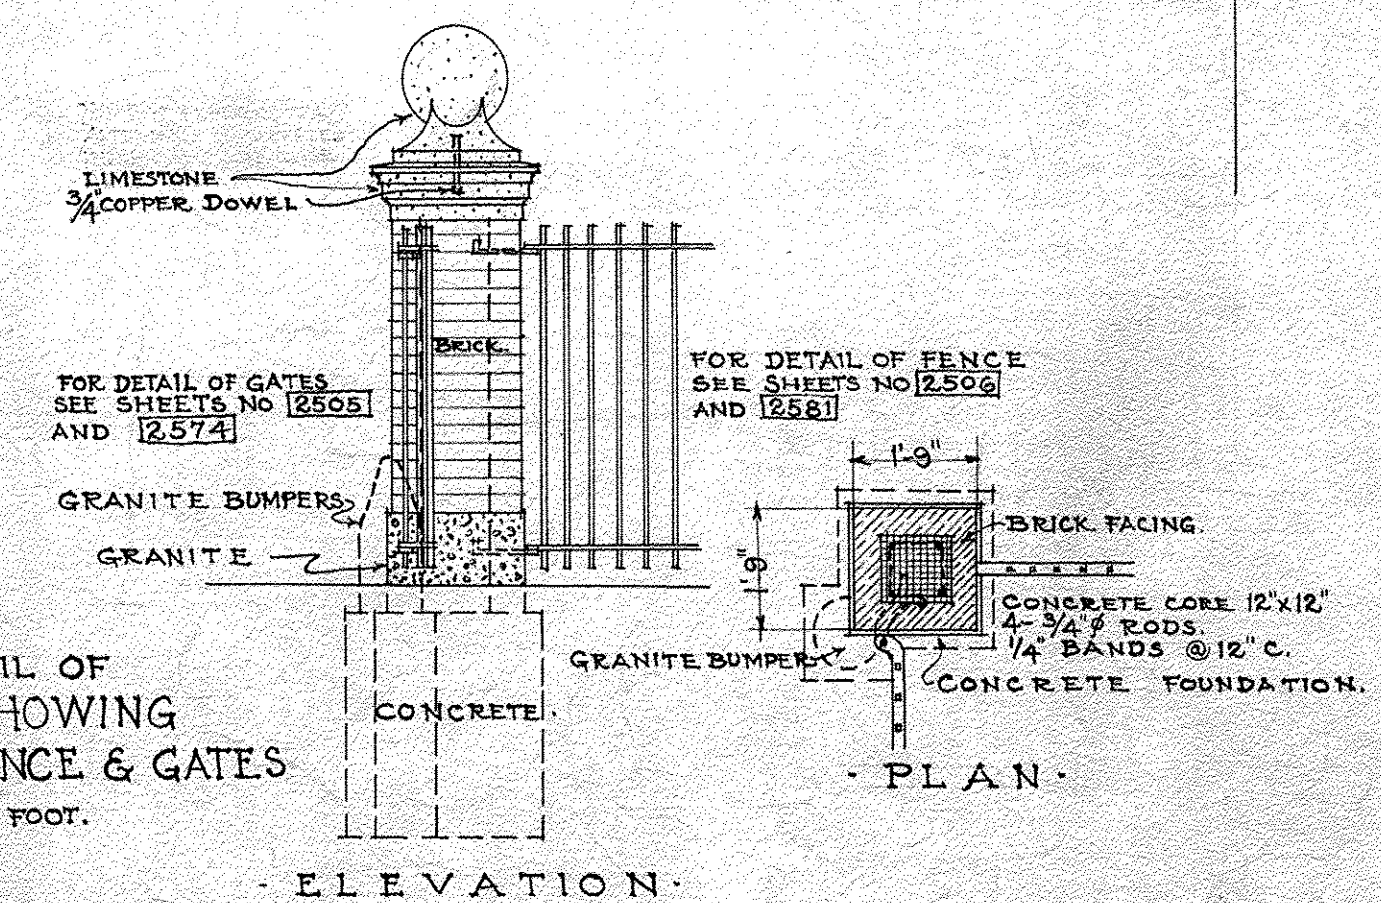 LIMESTONE
3/4" COPPER DOWEL
BRICK.
FOR DETAIL OF GATES
SEE SHEETS NO 2505
AND 2574
FOR DETAIL OF FENCE
SEE SHEETS NO 2506
AND 2581
GRANITE BUMPERS
GRANITE
CONCRETE.
IL OF
HOWING
NCE & GATES
FOOT.
- ELEVATION -
1'-9"
1'-9"
BRICK FACING.
CONCRETE CORE 12"x12"
4- 3/4"ϕ RODS.
1/4" BANDS @ 12" C.
GRANITE BUMPER
CONCRETE FOUNDATION.
· PLAN ·